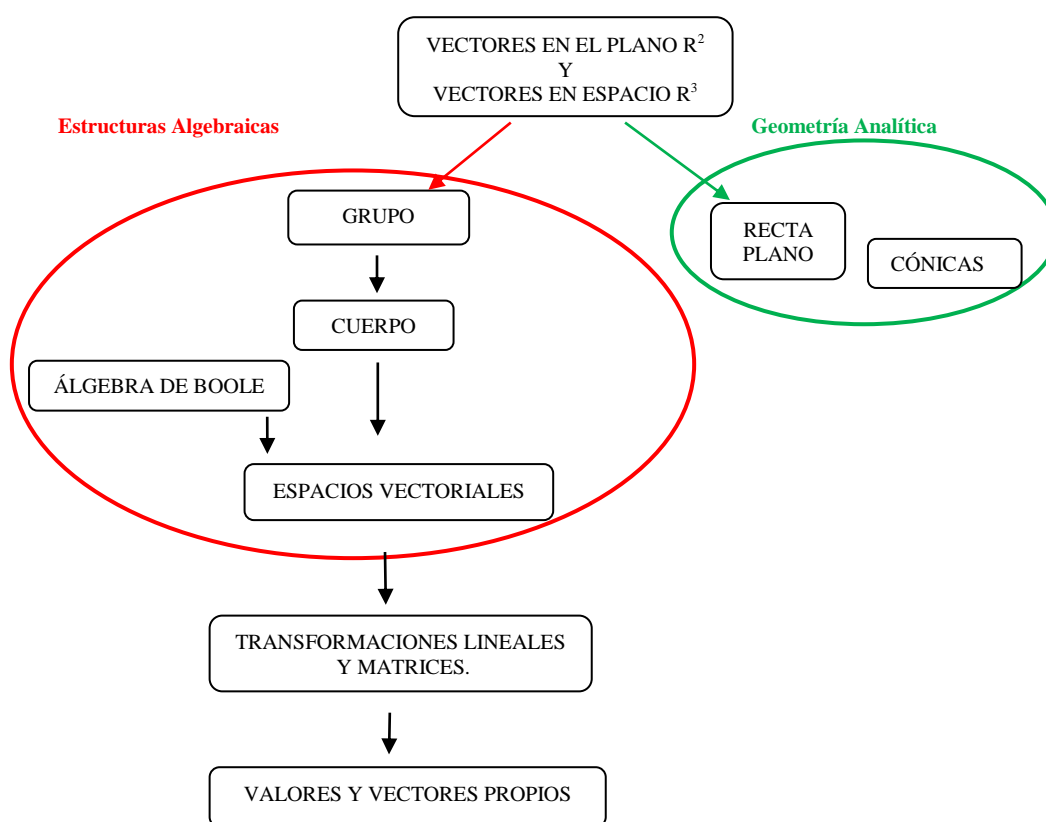 VECTORES EN EL PLANO R²
Y
VECTORES EN ESPACIO R³
Estructuras Algebraicas
Geometría Analítica
GRUPO
RECTA
PLANO
CÓNICAS
CUERPO
ÁLGEBRA DE BOOLE
ESPACIOS VECTORIALES
TRANSFORMACIONES LINEALES
Y MATRICES.
VALORES Y VECTORES PROPIOS